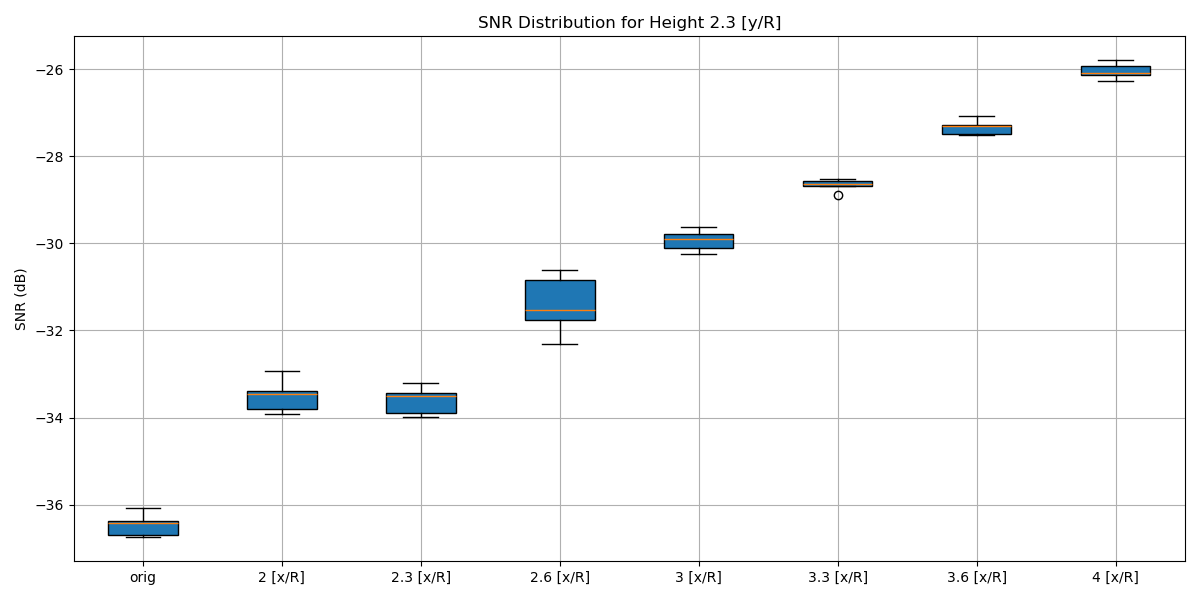 SNR Distribution for Height 2.3 [y/R]
SNR (dB)
−26
−28
−30
−32
−34
−36
orig
2 [x/R]
2.3 [x/R]
2.6 [x/R]
3 [x/R]
3.3 [x/R]
3.6 [x/R]
4 [x/R]